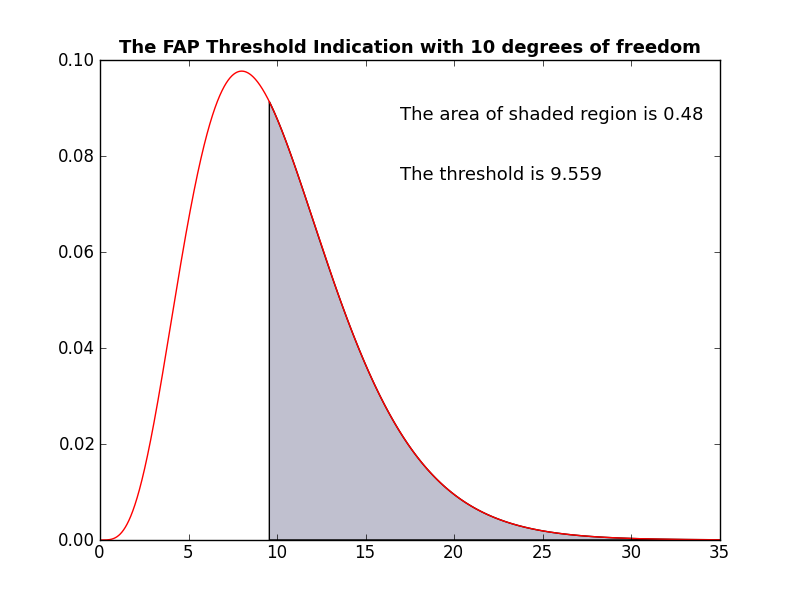 The FAP Threshold Indication with 10 degrees of freedom
0.10
The area of shaded region is 0.48
0.08
The threshold is 9.559
0.06
0.04
0.02
0.00
0 5 10 15 20 25 30 35